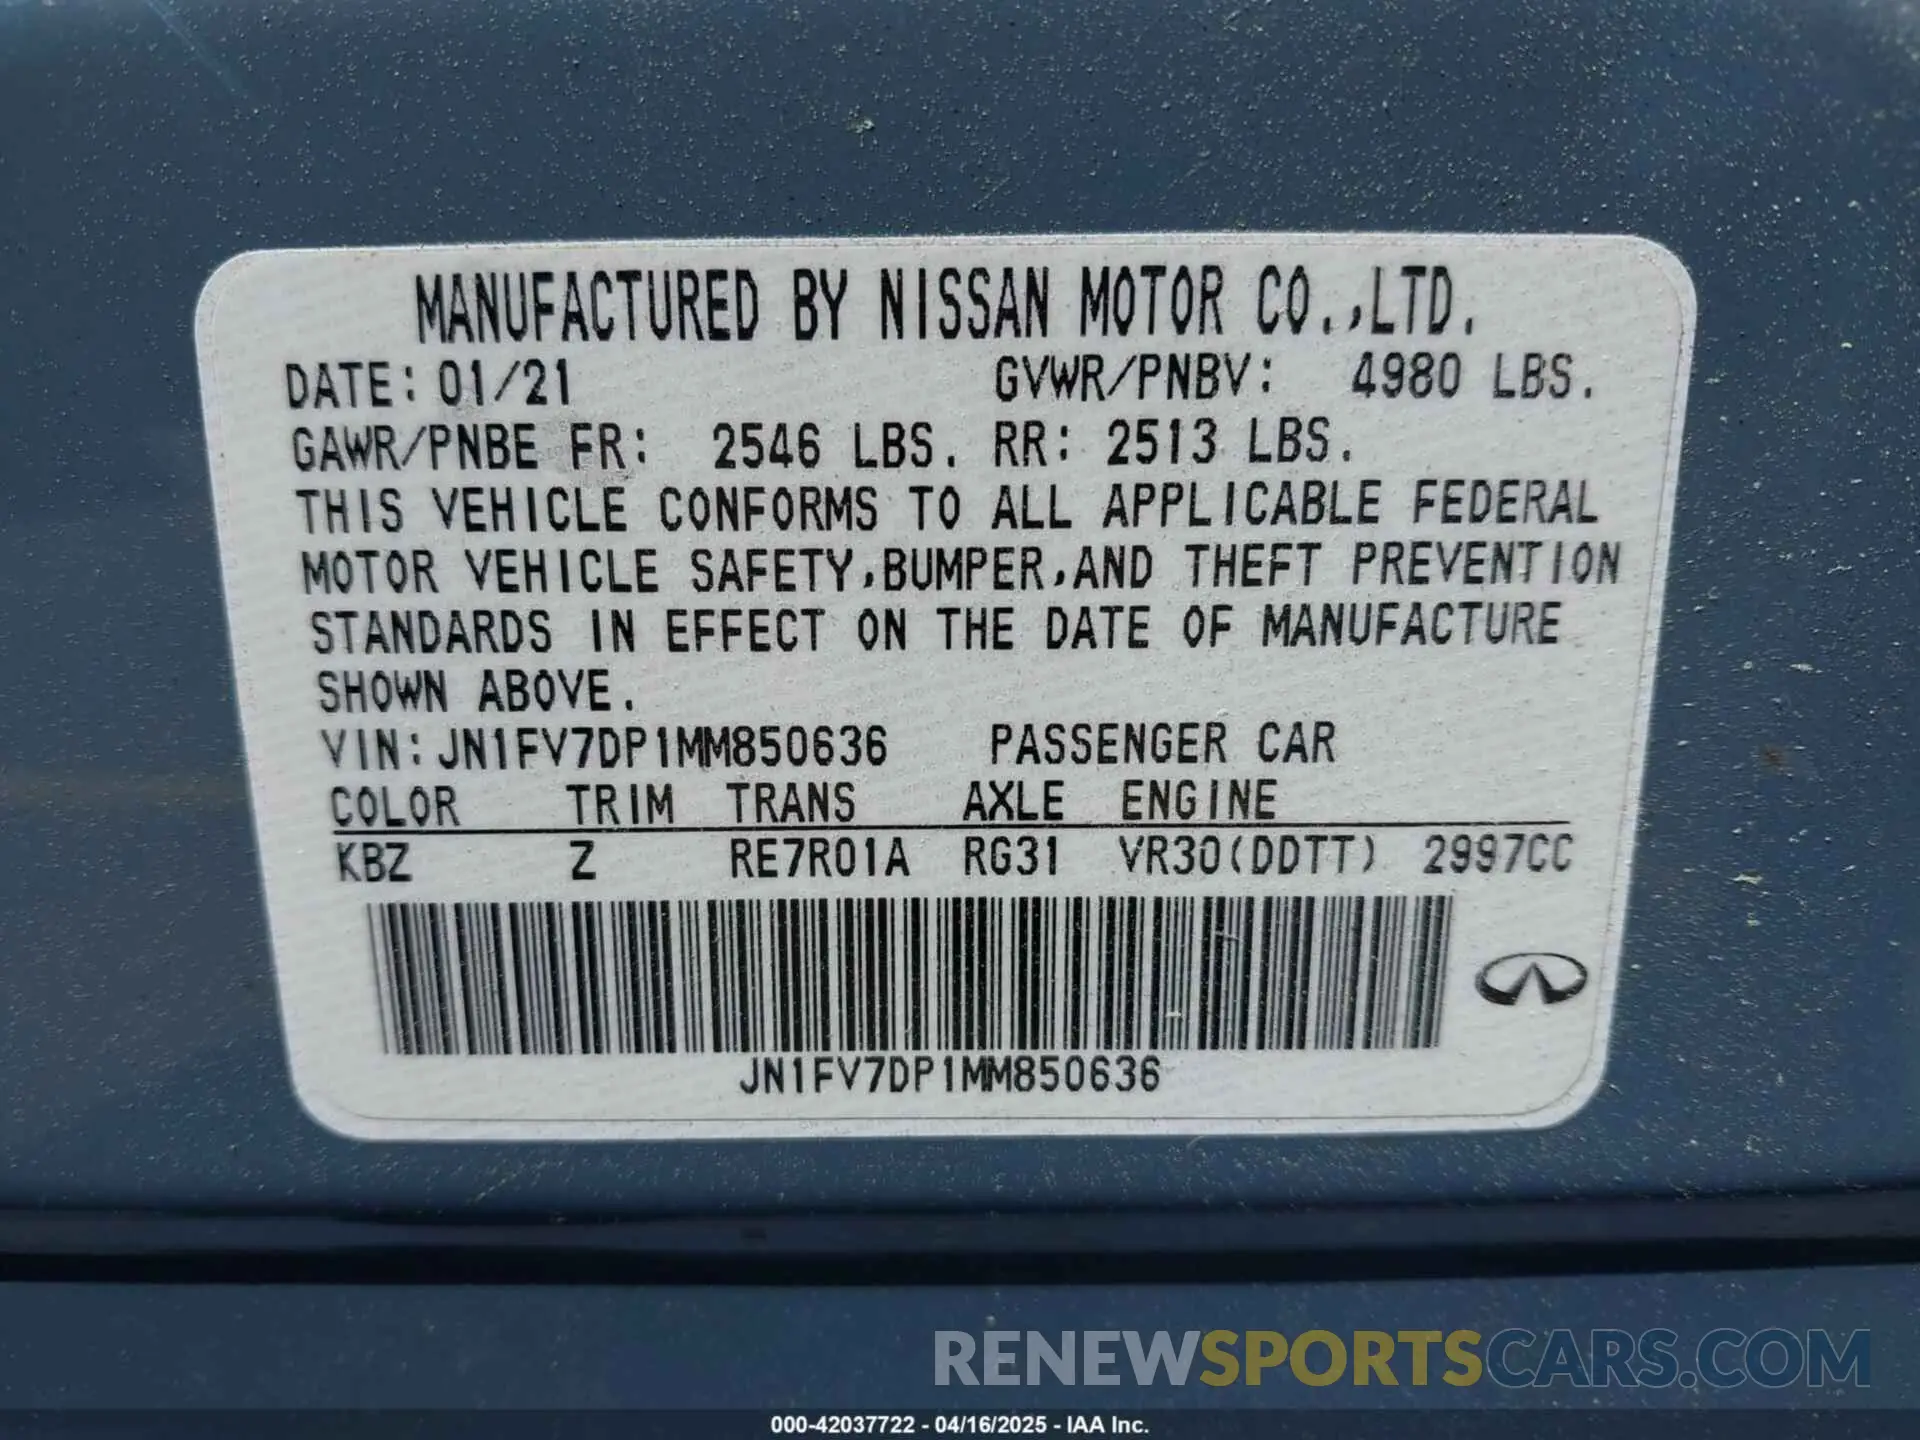 MANUFACTURED BY NISSAN MOTOR CO.,LTD.
DATE: 01/21 GVWR/PNBV: 4980 LBS.
GAWR/PNBE FR: 2546 LBS. RR: 2513 LBS.
THIS VEHICLE CONFORMS TO ALL APPLICABLE FEDERAL
MOTOR VEHICLE SAFETY,BUMPER,AND THEFT PREVENTION
STANDARDS IN EFFECT ON THE DATE OF MANUFACTURE
SHOWN ABOVE.
VIN:JN1FV7DP1MM850636 PASSENGER CAR
COLOR TRIM TRANS AXLE ENGINE
KBZ Z RE7R01A RG31 VR30(DDTT) 2997CC
JN1FV7DP1MM850636
RENEWSPORTSCARS.COM
000-42037722 - 04/16/2025 - IAA Inc.